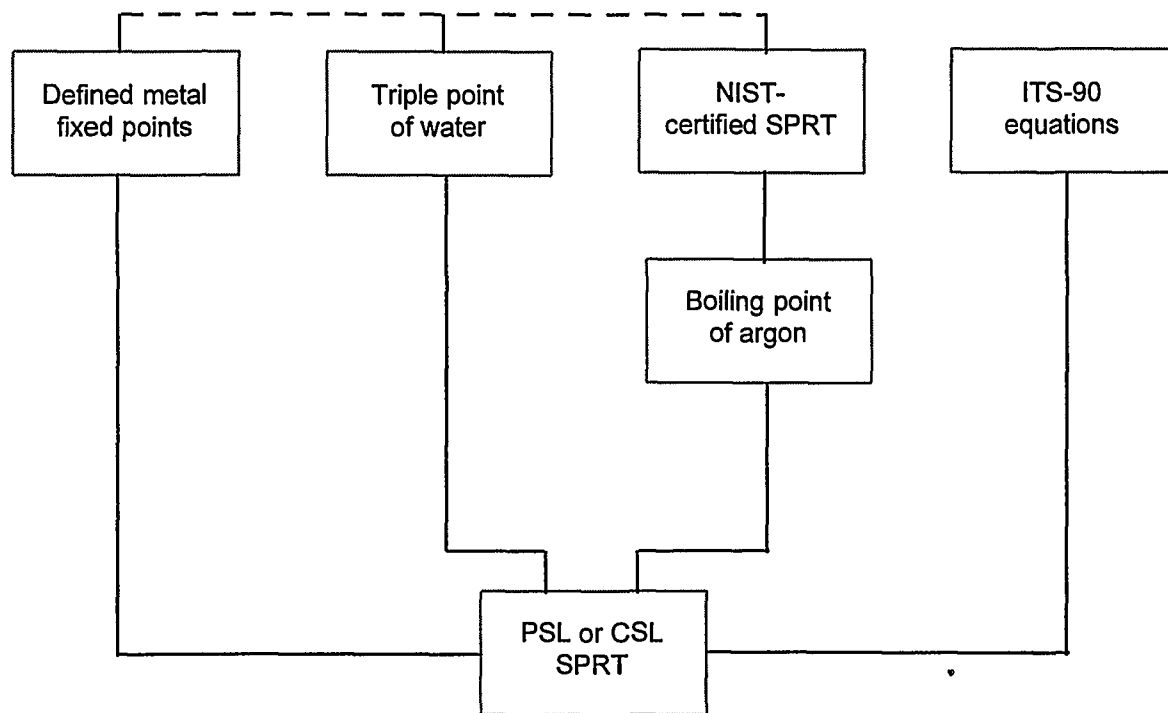 Defined metal
fixed points
Triple point
of water
NIST-
certified SPRT
ITS-90
equations
Boiling point
of argon
PSL or CSL
SPRT